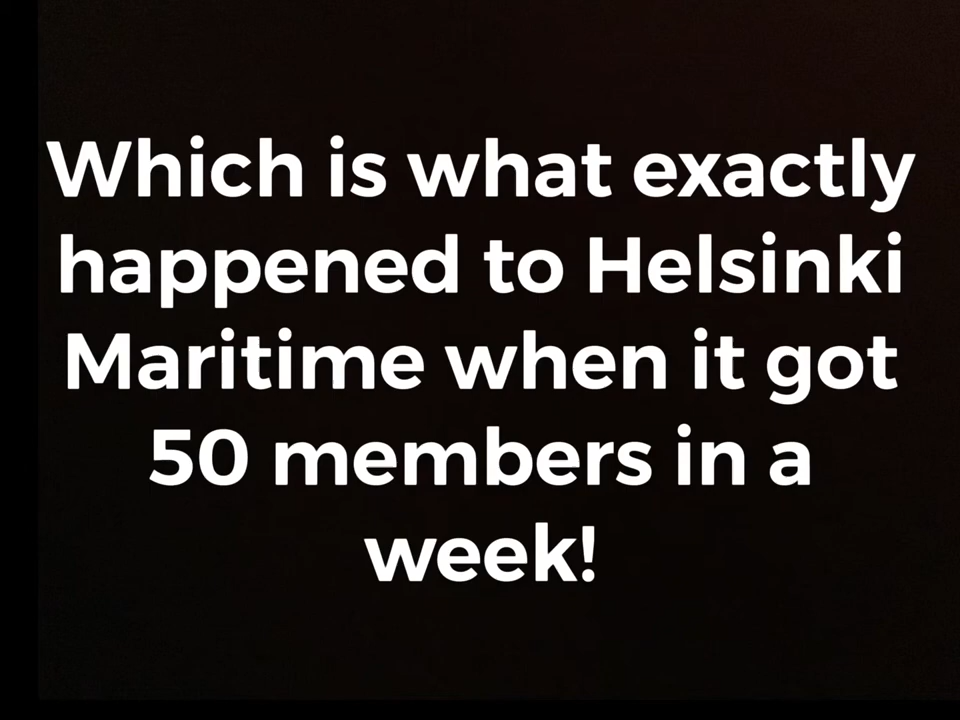 Which is what exactly
happened to Helsinki
Maritime when it got
50 members in a
week!